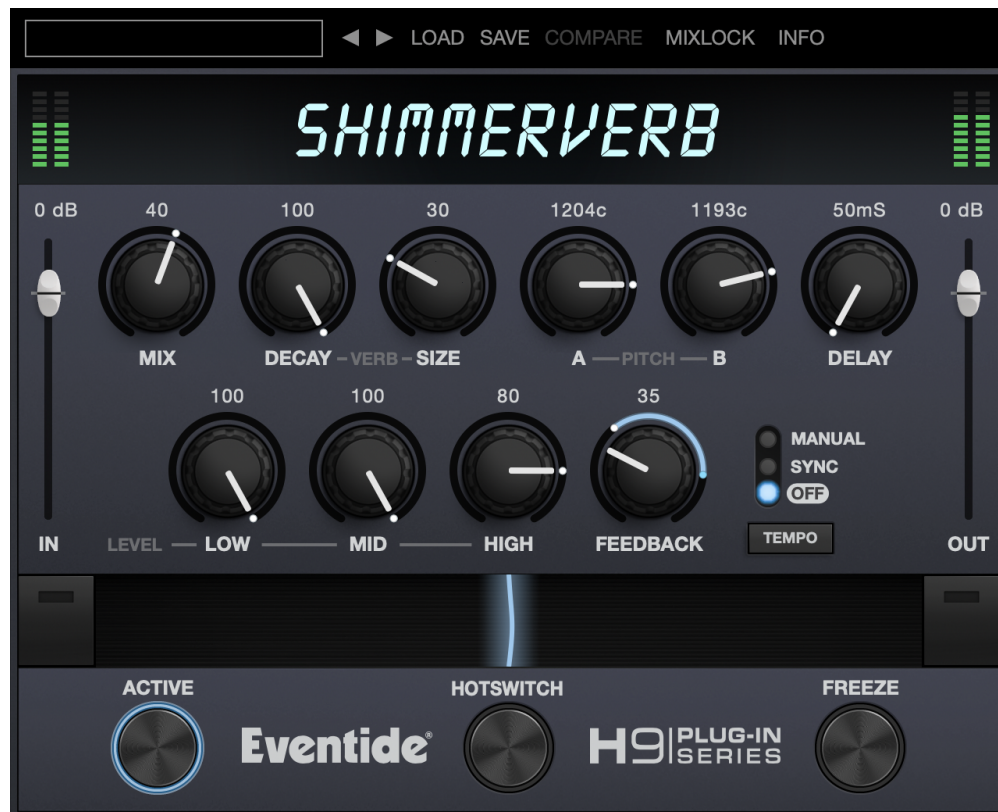 LOAD SAVE COMPARE MIXLOCK INFO
SHIMMERVERB
0 dB 40 100 30 1204c 1193c 50mS 0 dB
MIX DECAY VERB SIZE A PITCH B DELAY
100 100 80 35
MANUAL
SYNC
OFF
TEMPO
IN LEVEL LOW MID HIGH FEEDBACK OUT
ACTIVE HOTSWITCH FREEZE
Eventide® H9 PLUG-IN
SERIES